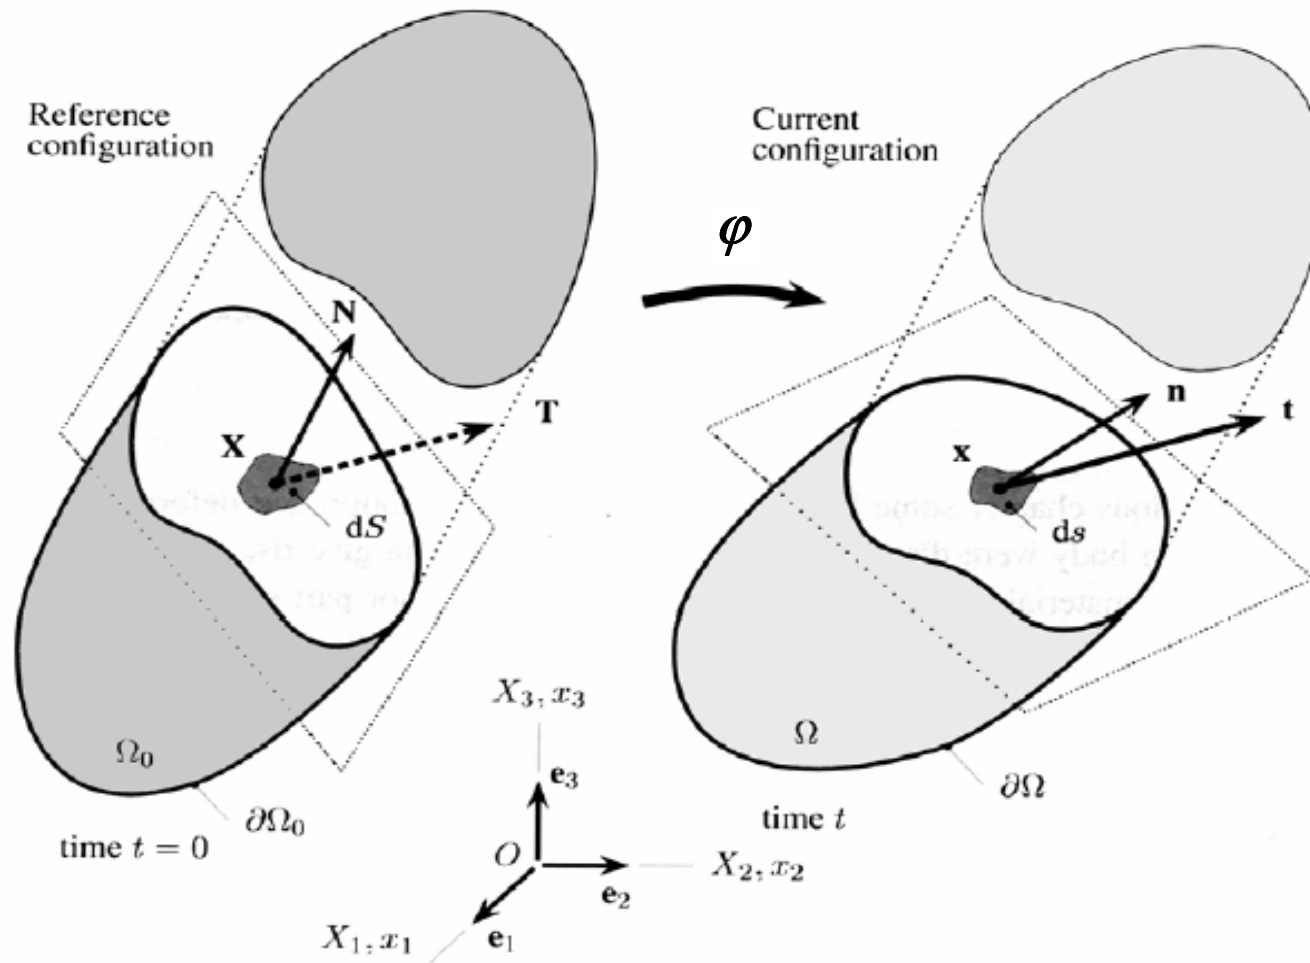 Reference
configuration
Current
configuration
φ
N
T
X
dS
n
t
x
ds
Ω₀
∂Ω₀
time t = 0
Ω
∂Ω
time t
X₃, x₃
e₃
O
e₂
X₂, x₂
e₁
X₁, x₁